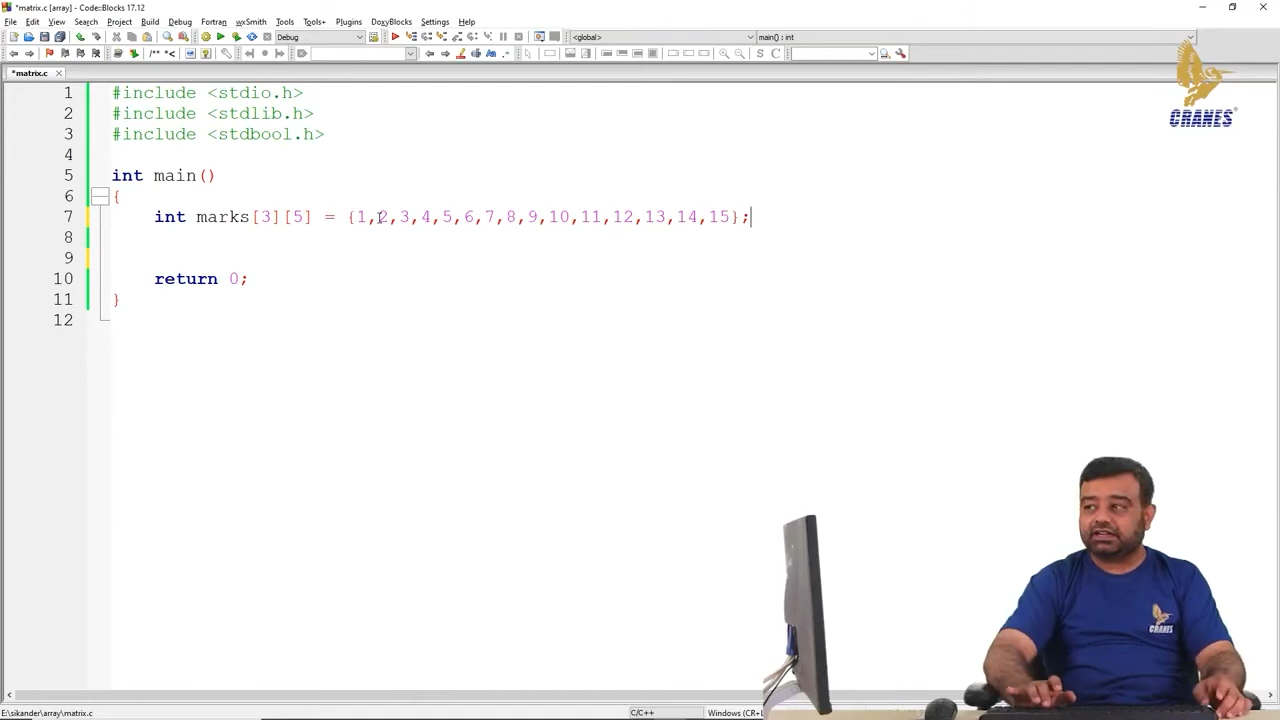 *matrix.c [array] - Code::Blocks 17.12
File Edit View Search Project Build Debug Fortran wxSmith Tools Tools+ Plugins DoxyBlocks Settings Help
Debug <global> main() : int
/** *<
S C
*matrix.c
CRANES
1 #include <stdio.h>
2 #include <stdlib.h>
3 #include <stdbool.h>
4
5 int main()
6 {
7 int marks[3][5] = {1,2,3,4,5,6,7,8,9,10,11,12,13,14,15};
8
9
10 return 0;
11 }
12
CRANES
E:\sikander\array\matrix.c C/C++ Windows (CR+L